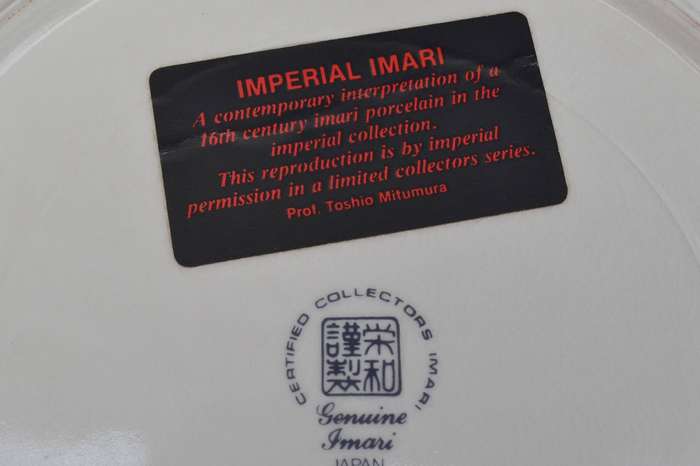 IMPERIAL IMARI
A contemporary interpretation of a
16th century imari porcelain in the
imperial collection.
This reproduction is by imperial
permission in a limited collectors series.
Prof. Toshio Mitumura
CERTIFIED COLLECTORS IMARI
栄和
謹製
Genuine
Imari
JAPAN